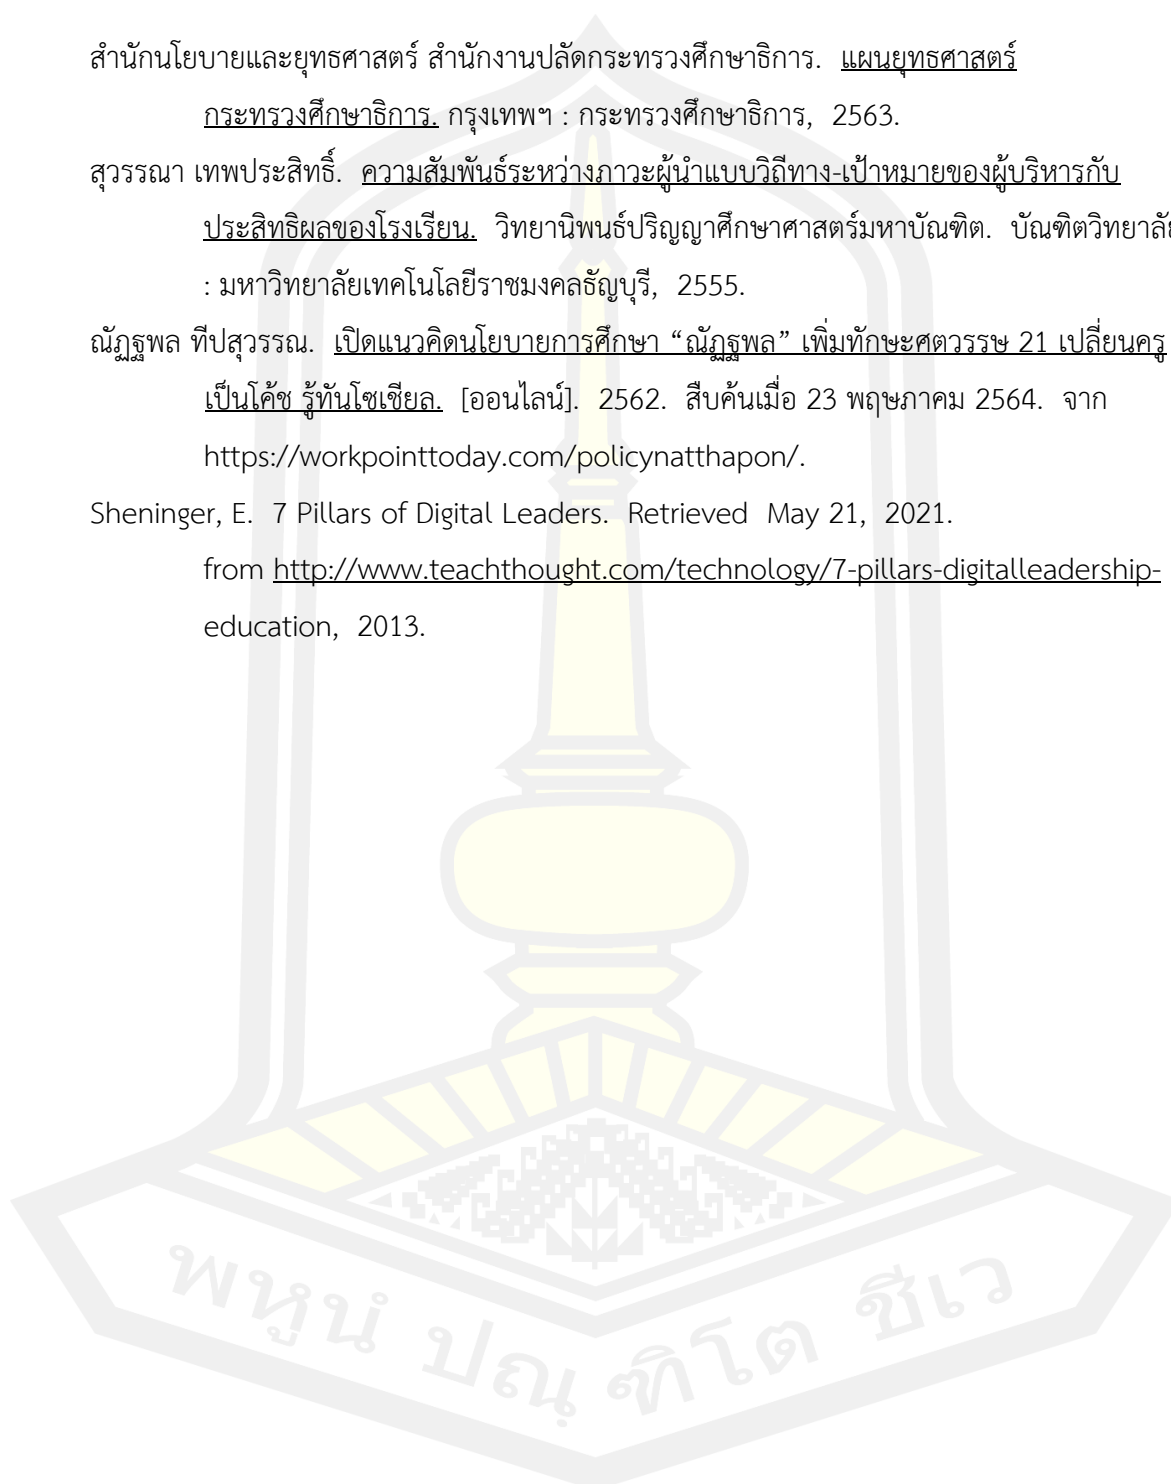 สำนักนโยบายและยุทธศาสตร์ สำนักงานปลัดกระทรวงศึกษาธิการ. แผนยุทธศาสตร์
กระทรวงศึกษาธิการ. กรุงเทพฯ : กระทรวงศึกษาธิการ, 2563.
สุวรรณา เทพประสิทธิ์. ความสัมพันธ์ระหว่างภาวะผู้นำแบบวิถีทาง-เป้าหมายของผู้บริหารกับ
ประสิทธิผลของโรงเรียน. วิทยานิพนธ์ปริญญาศึกษาศาสตร์มหาบัณฑิต. บัณฑิตวิทยาลัย
: มหาวิทยาลัยเทคโนโลยีราชมงคลธัญบุรี, 2555.
ณัฏฐพล ทีปสุวรรณ. เปิดแนวคิดนโยบายการศึกษา “ณัฏฐพล” เพิ่มทักษะศตวรรษ 21 เปลี่ยนครู
เป็นโค้ช รู้ทันโซเชียล. [ออนไลน์]. 2562. สืบค้นเมื่อ 23 พฤษภาคม 2564. จาก
https://workpointtoday.com/policynatthapon/.
Sheninger, E. 7 Pillars of Digital Leaders. Retrieved May 21, 2021.
from http://www.teachthought.com/technology/7-pillars-digitalleadership-
education, 2013.
พหูนํ ปณฺฑิโต ชีเว